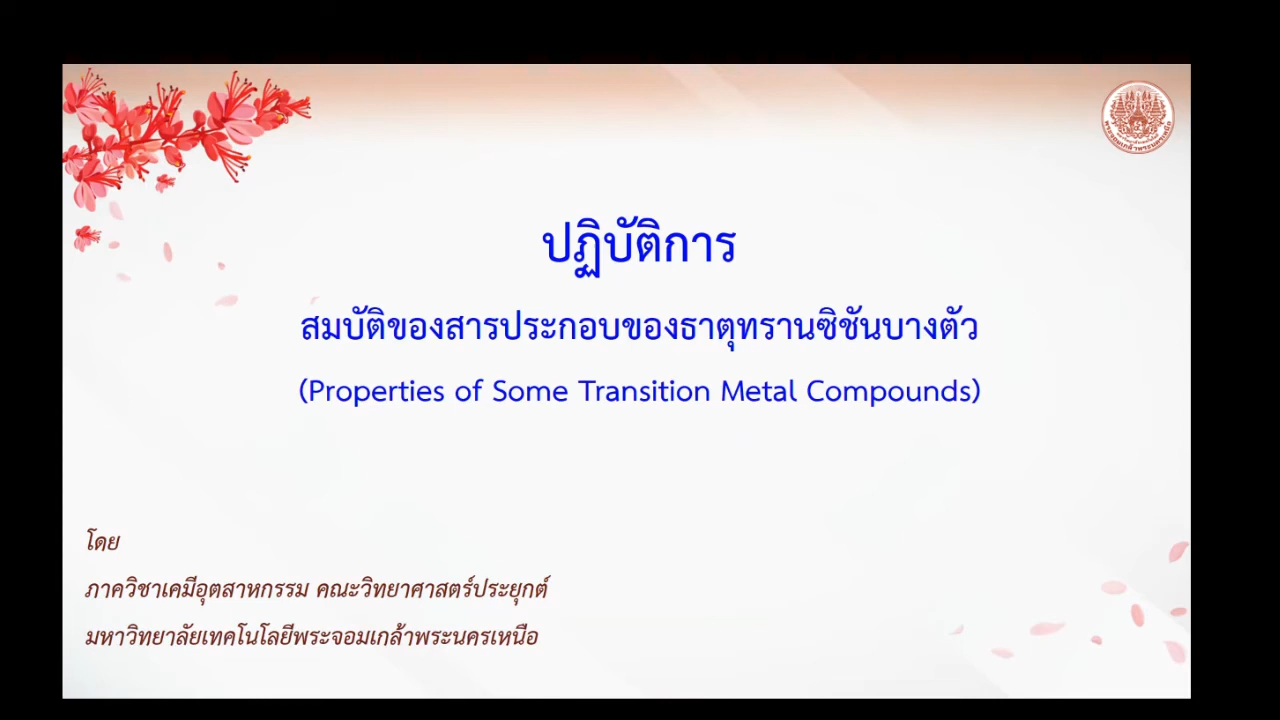 ปฏิบัติการ
สมบัติของสารประกอบของธาตุทรานซิชันบางตัว
(Properties of Some Transition Metal Compounds)
โดย
ภาควิชาเคมีอุตสาหกรรม คณะวิทยาศาสตร์ประยุกต์
มหาวิทยาลัยเทคโนโลยีพระจอมเกล้าพระนครเหนือ